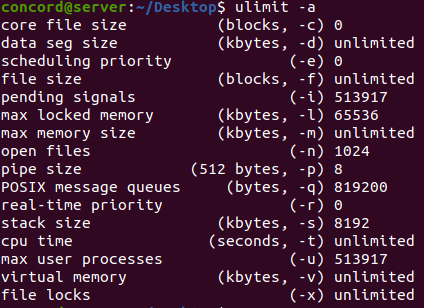 concord@server:~/Desktop$ ulimit -a
core file size          (blocks, -c) 0
data seg size           (kbytes, -d) unlimited
scheduling priority             (-e) 0
file size               (blocks, -f) unlimited
pending signals                 (-i) 513917
max locked memory       (kbytes, -l) 65536
max memory size         (kbytes, -m) unlimited
open files                      (-n) 1024
pipe size            (512 bytes, -p) 8
POSIX message queues     (bytes, -q) 819200
real-time priority              (-r) 0
stack size              (kbytes, -s) 8192
cpu time               (seconds, -t) unlimited
max user processes              (-u) 513917
virtual memory          (kbytes, -v) unlimited
file locks                      (-x) unlimited